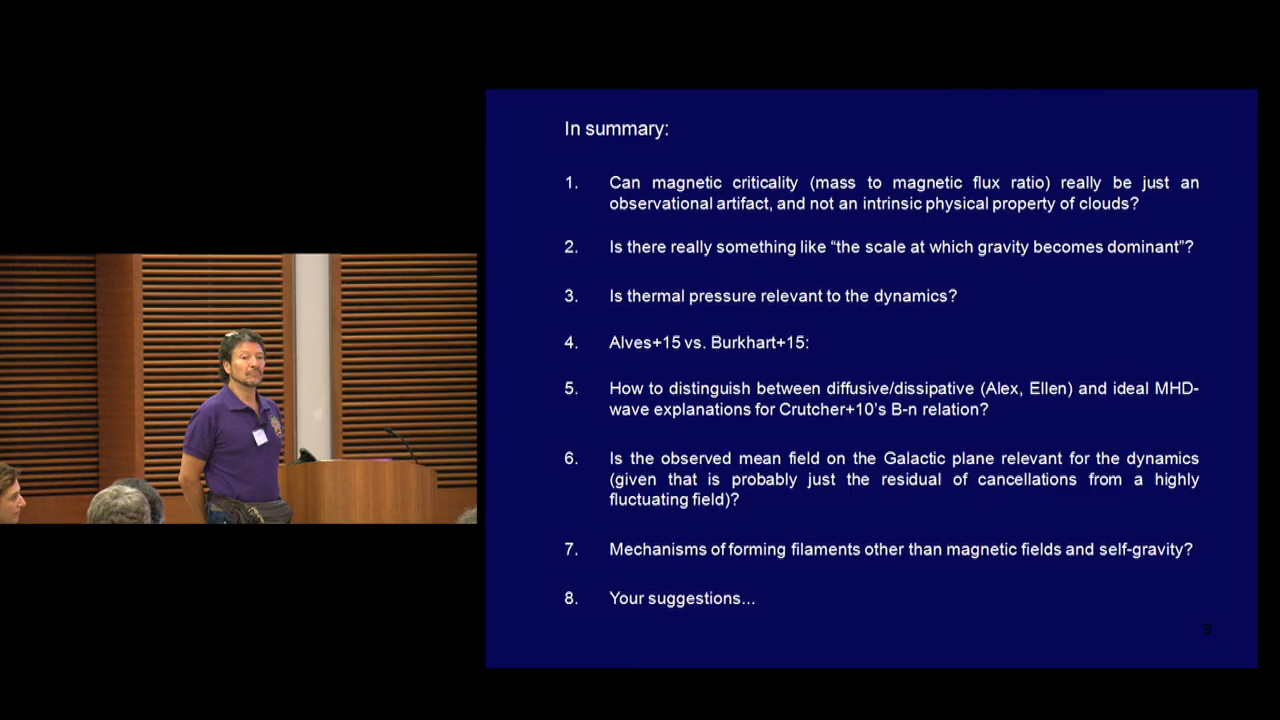 In summary:
1. Can magnetic criticality (mass to magnetic flux ratio) really be just an
observational artifact, and not an intrinsic physical property of clouds?
2. Is there really something like “the scale at which gravity becomes dominant”?
3. Is thermal pressure relevant to the dynamics?
4. Alves+15 vs. Burkhart+15:
5. How to distinguish between diffusive/dissipative (Alex, Ellen) and ideal MHD-
wave explanations for Crutcher+10’s B-n relation?
6. Is the observed mean field on the Galactic plane relevant for the dynamics
(given that is probably just the residual of cancellations from a highly
fluctuating field)?
7. Mechanisms of forming filaments other than magnetic fields and self-gravity?
8. Your suggestions...
9